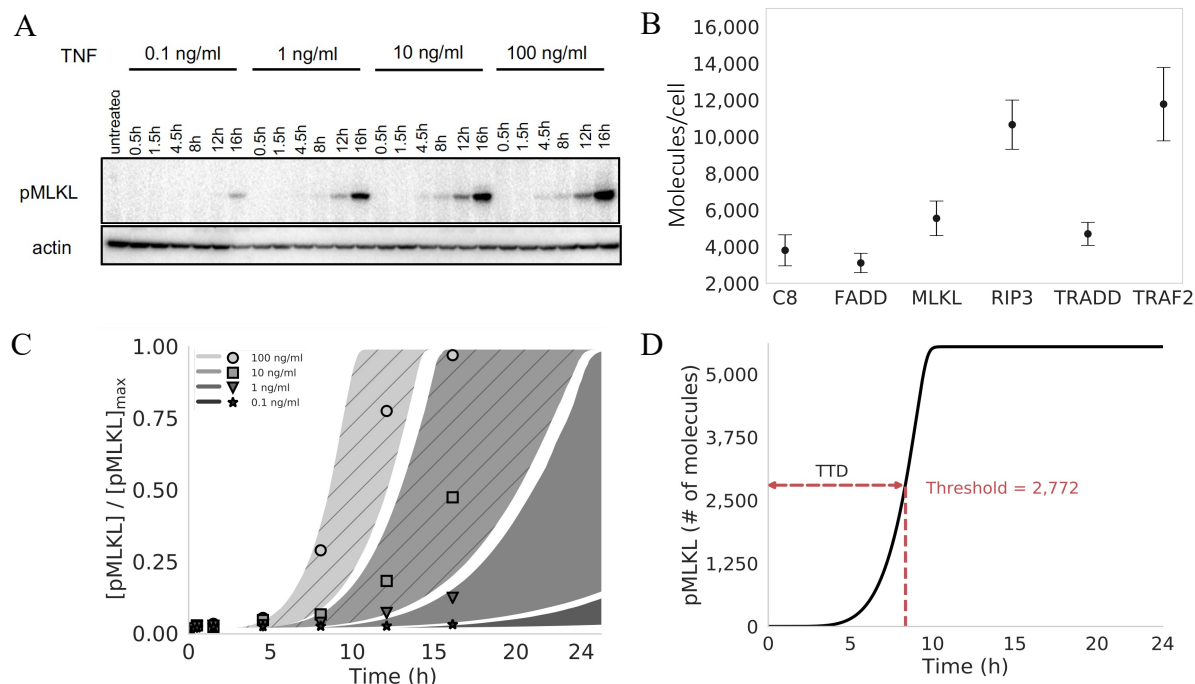 A
TNF
0.1 ng/ml
1 ng/ml
10 ng/ml
100 ng/ml
untreated
0.5h
1.5h
4.5h
8h
12h
16h
0.5h
1.5h
4.5h
8h
12h
16h
0.5h
1.5h
4.5h
8h
12h
16h
0.5h
1.5h
4.5h
8h
12h
16h
pMLKL
actin
B
Molecules/cell
16,000
14,000
12,000
10,000
8,000
6,000
4,000
2,000
C8
FADD
MLKL
RIP3
TRADD
TRAF2
C
[pMLKL] / [pMLKL]max
1.00
0.75
0.50
0.25
0.00
100 ng/ml
10 ng/ml
1 ng/ml
0.1 ng/ml
0
5
10
15
20
24
Time (h)
D
pMLKL (# of molecules)
5,000
3,750
2,500
1,250
0
TTD
Threshold = 2,772
0
5
10
15
20
24
Time (h)